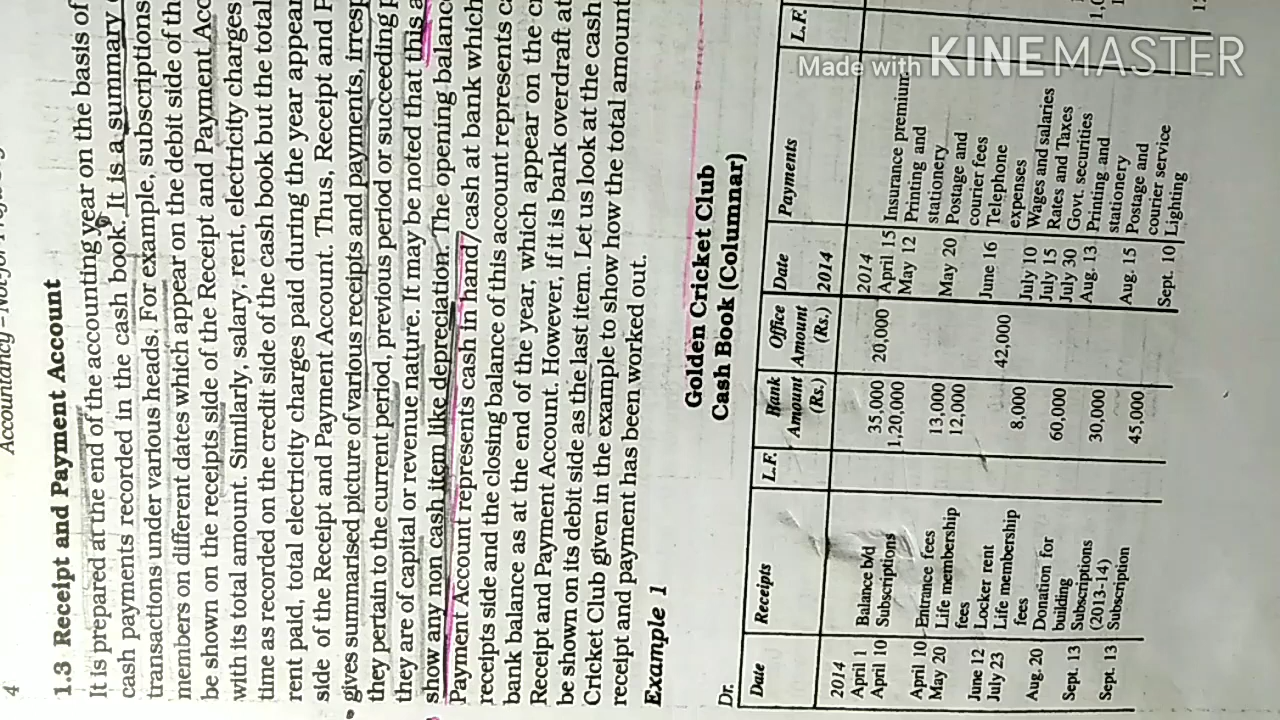 4
Accountancy – Not-for-Profit
1.3 Receipt and Payment Account
It is prepared at the end of the accounting year on the basis of
cash payments recorded in the cash book. It is a summary
transactions under various heads. For example, subscriptions
members on different dates which appear on the debit side of th
be shown on the receipts side of the Receipt and Payment Acc
with its total amount. Similarly, salary, rent, electricity charges
time as recorded on the credit side of the cash book but the total
rent paid, total electricity charges paid during the year appear
side of the Receipt and Payment Account. Thus, Receipt and P
gives summarised picture of various receipts and payments, irresp
they pertain to the current period, previous period or succeeding p
they are of capital or revenue nature. It may be noted that this a
show any non cash item like depreciation. The opening balance
Payment Account represents cash in hand/cash at bank which
receipts side and the closing balance of this account represents c
bank balance as at the end of the year, which appear on the cr
Receipt and Payment Account. However, if it is bank overdraft at
be shown on its debit side as the last item. Let us look at the cash
Cricket Club given in the example to show how the total amount
receipt and payment has been worked out.
Example 1
Golden Cricket Club
Cash Book (Columnar)
Dr.
Date Receipts L.F. Bank Office Date Payments L.F.
Amount Amount
(Rs.) (Rs.) 2014
2014 2014
April 1 Balance b/d 35,000 20,000 April 15 Insurance premium
April 10 Subscriptions 1,20,000 May 12 Printing and
stationery
April 10 Entrance fees 13,000 May 20 Postage and
May 20 Life membership 12,000 courier fees
fees June 16 Telephone
June 12 Locker rent 42,000 expenses
July 23 Life membership 8,000 July 10 Wages and salaries
fees July 15 Rates and Taxes
Aug. 20 Donation for 60,000 July 30 Govt. securities
building Aug. 13 Printing and
Sept. 13 Subscriptions 30,000 stationery
(2013-14) Aug. 15 Postage and
Sept. 13 Subscription 45,000 courier service
Sept. 10 Lighting
Made with KINEMASTER